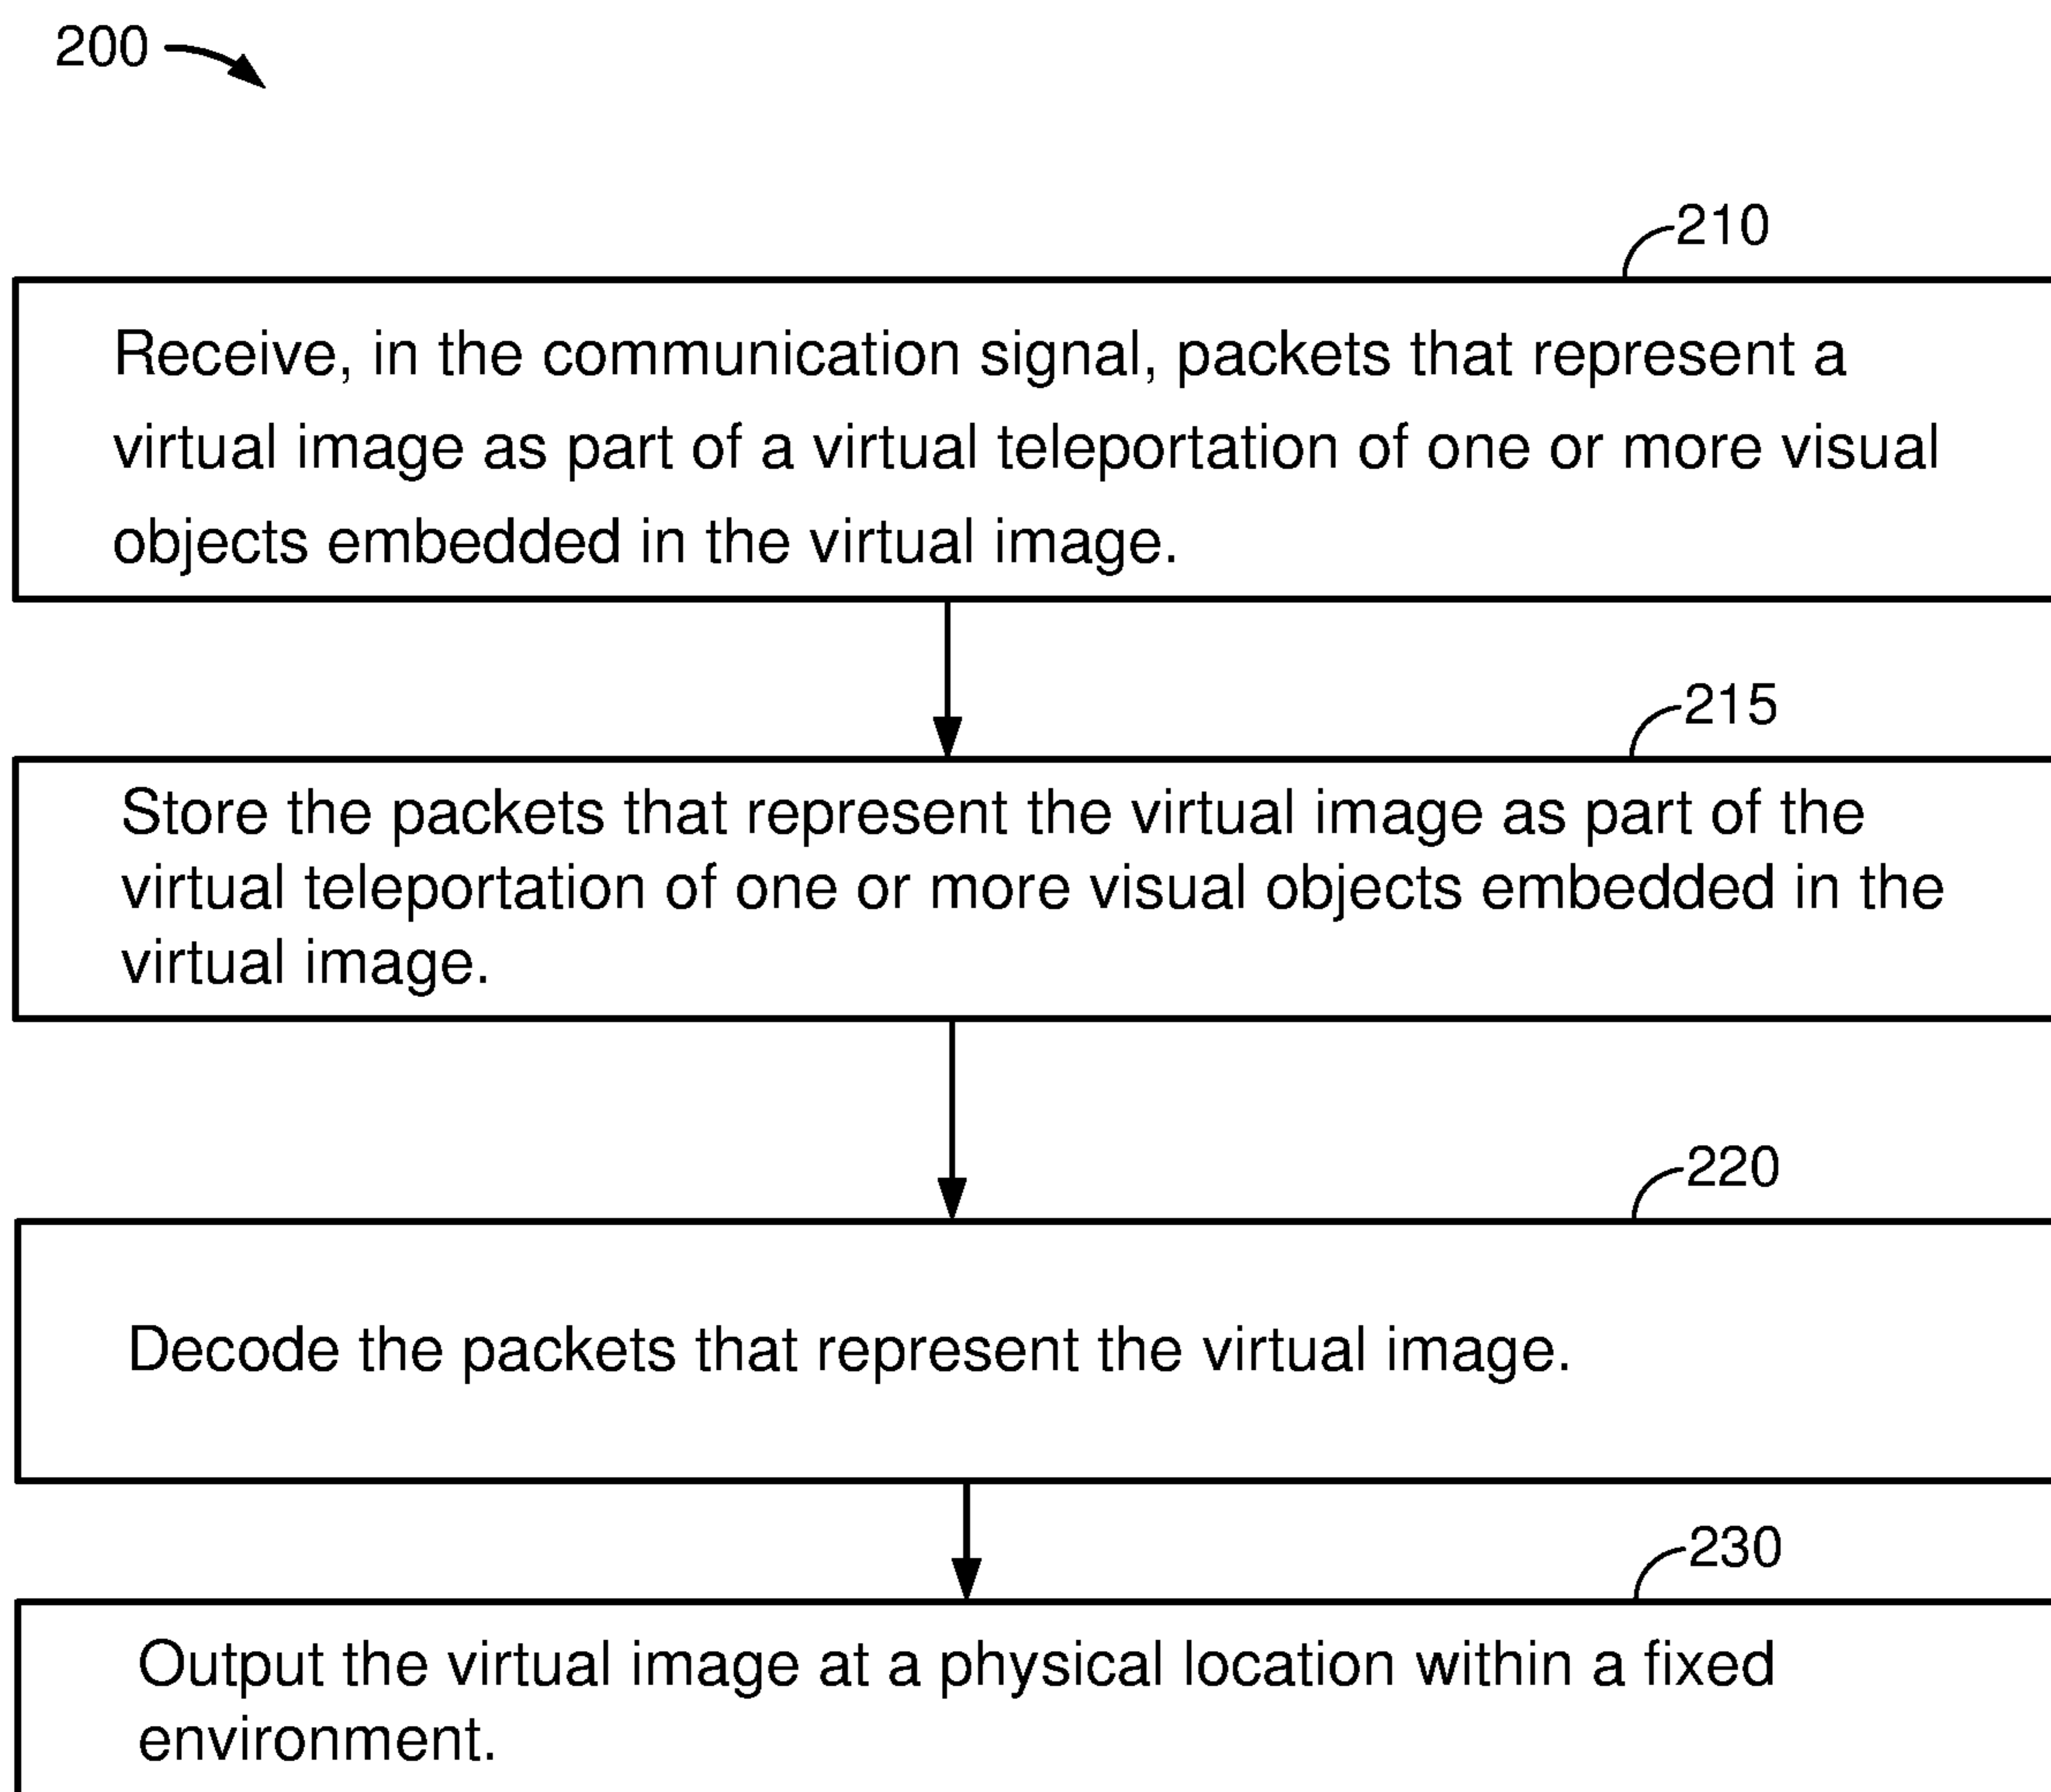 200
210
Receive, in the communication signal, packets that represent a
virtual image as part of a virtual teleportation of one or more visual
objects embedded in the virtual image.
215
Store the packets that represent the virtual image as part of the
virtual teleportation of one or more visual objects embedded in the
virtual image.
220
Decode the packets that represent the virtual image.
230
Output the virtual image at a physical location within a fixed
environment.